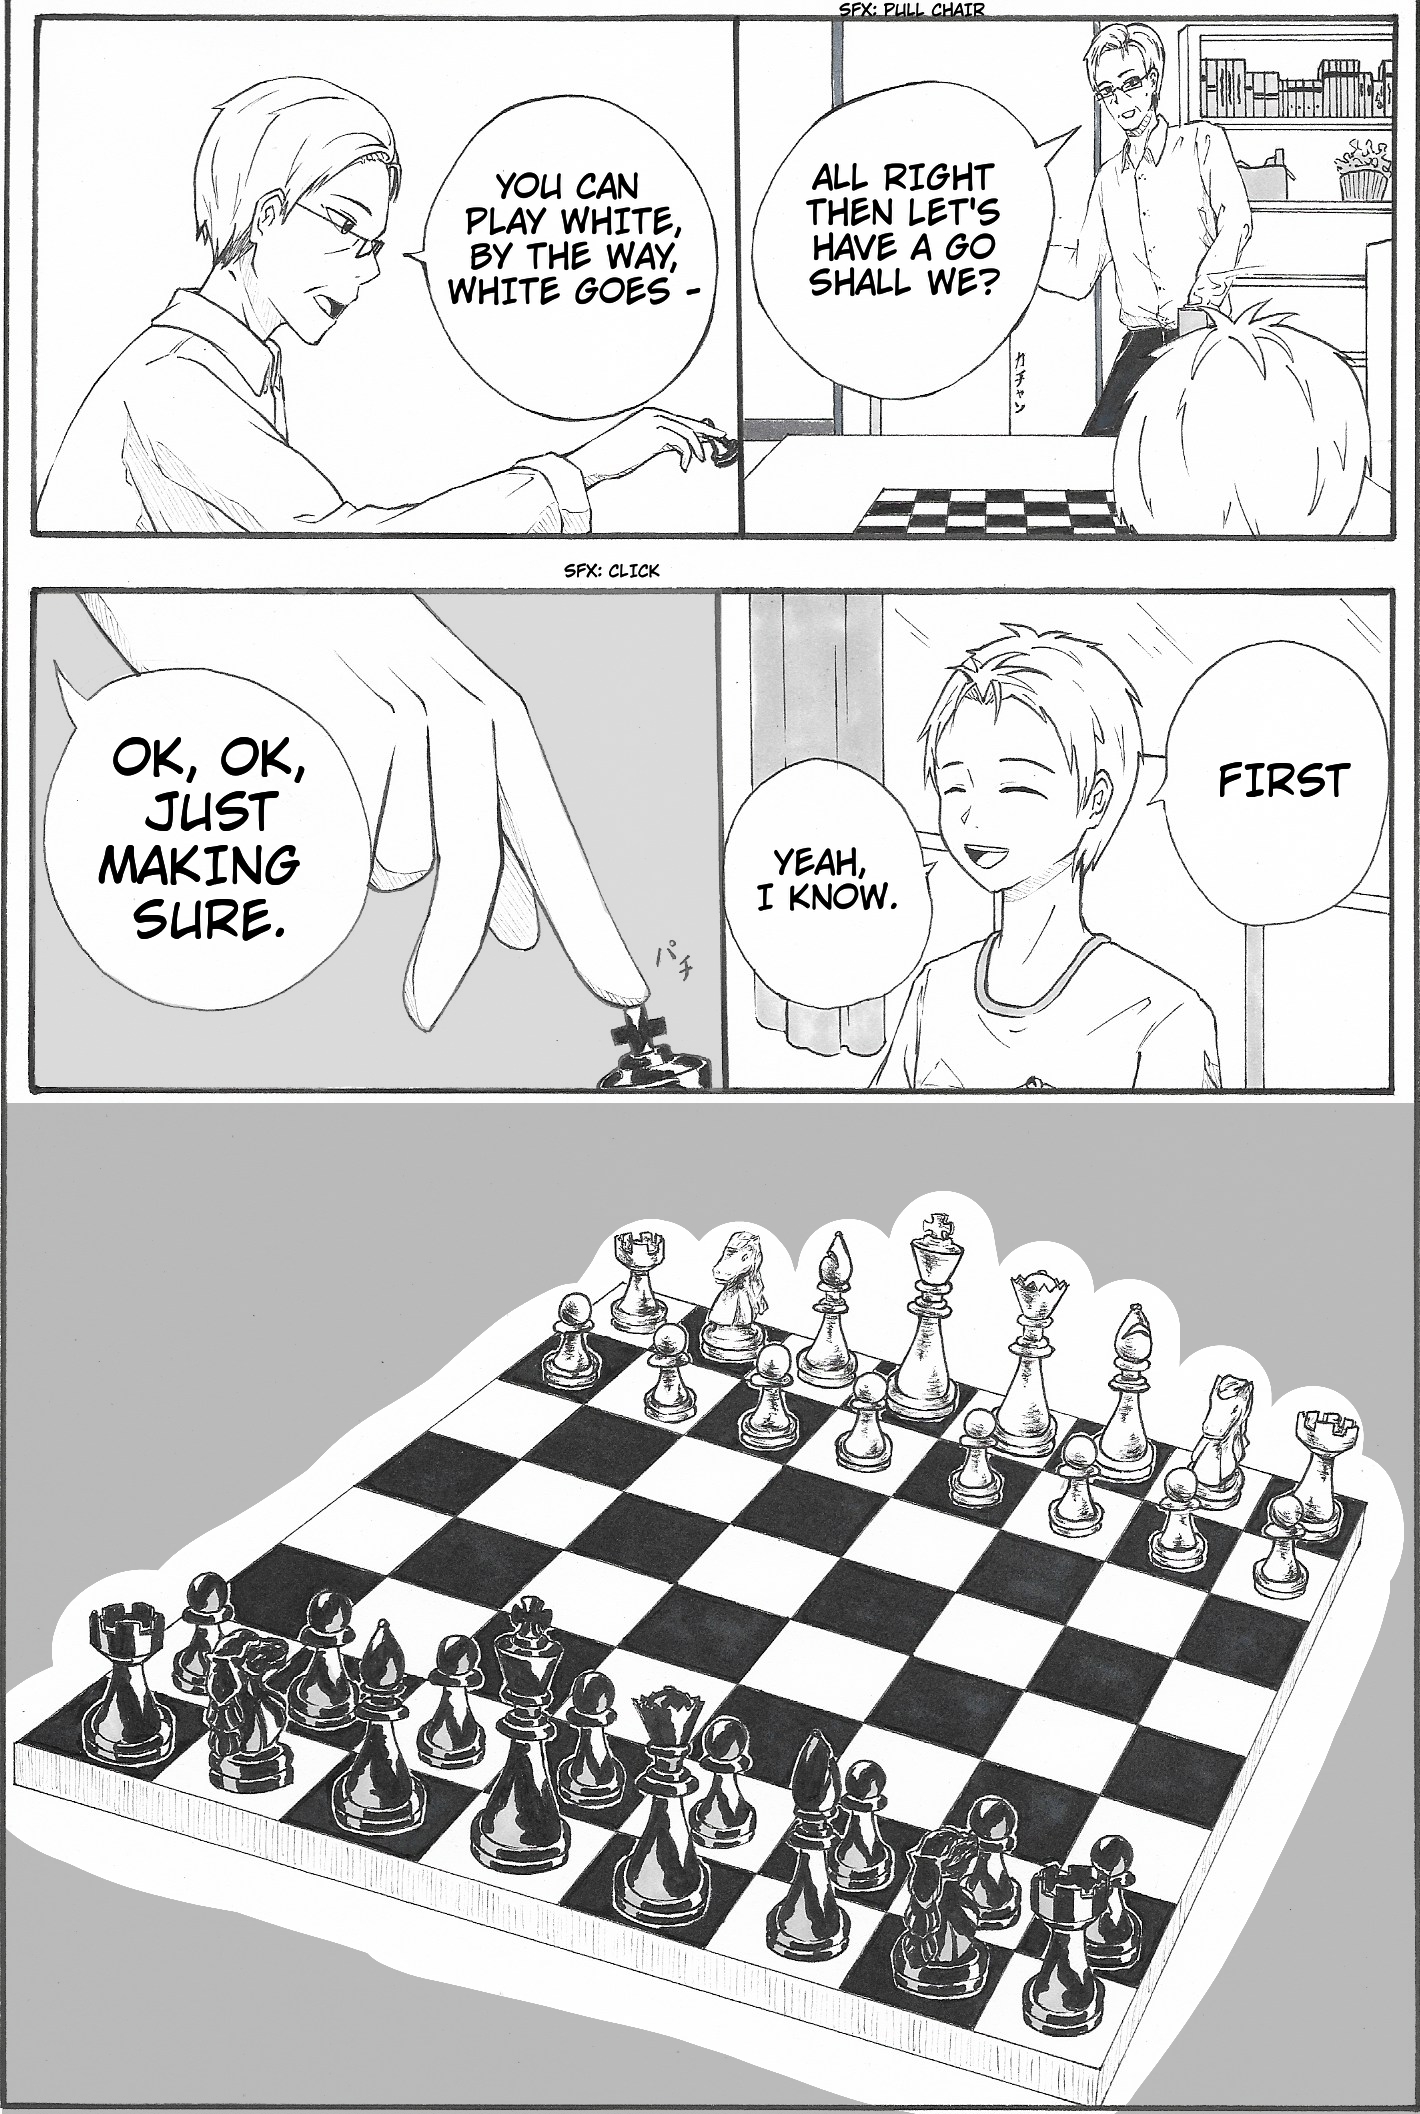 SFX: PULL CHAIR
ALL RIGHT
THEN LET'S
HAVE A GO
SHALL WE?
カチャン
YOU CAN
PLAY WHITE,
BY THE WAY,
WHITE GOES -
SFX: CLICK
FIRST
YEAH,
I KNOW.
OK, OK,
JUST
MAKING
SURE.
パチ